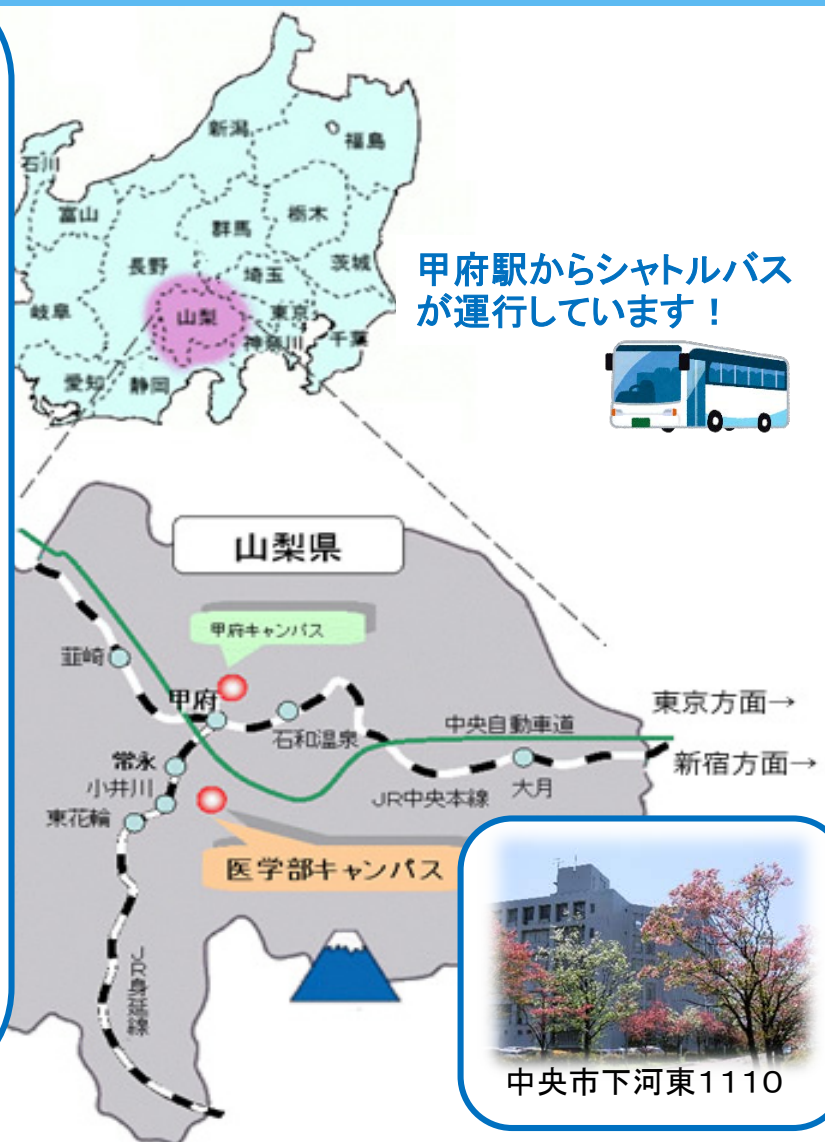 新潟
福島
石川
富山
群馬
栃木
長野
埼玉
茨城
岐阜
山梨
東京
神奈川
千葉
愛知
静岡
甲府駅からシャトルバス
が運行しています！
山梨県
甲府キャンパス
韮崎
甲府
石和温泉
中央自動車道
東京方面→
新宿方面→
常永
小井川
東花輪
JR中央本線
大月
医学部キャンパス
JR身延線
中央市下河東1110